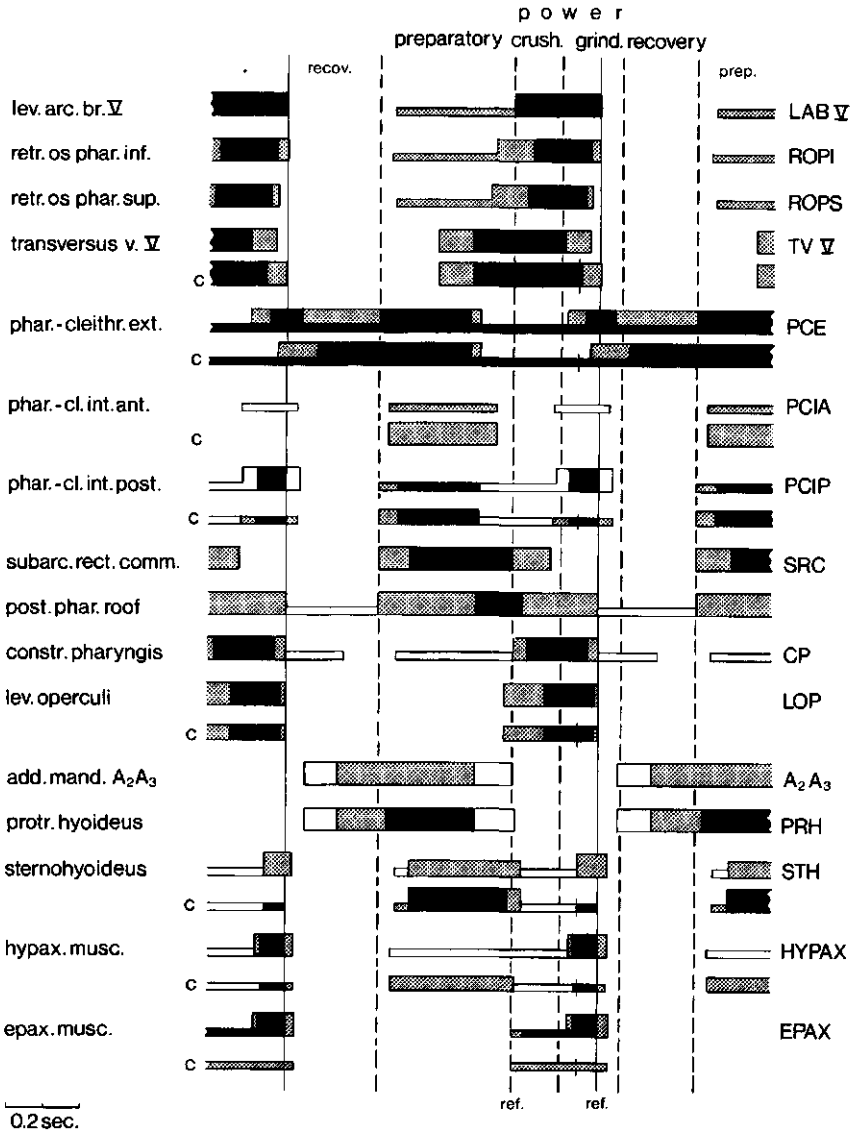 p o w e r
preparatory crush. grind. recovery
recov. prep.
lev. arc. br. V LAB V
retr. os phar. inf. ROPI
retr. os phar. sup. ROPS
transversus v. V TV V
c
phar.-cleithr. ext. PCE
c
phar.-cl. int. ant. PCIA
c
phar.-cl. int. post. PCIP
c
subarc. rect. comm. SRC
post. phar. roof
constr. pharyngis CP
lev. operculi LOP
c
add. mand. A₂A₃ A₂A₃
protr. hyoideus PRH
sternohyoideus STH
c
hypax. musc. HYPAX
c
epax. musc. EPAX
c
ref. ref.
0.2 sec.